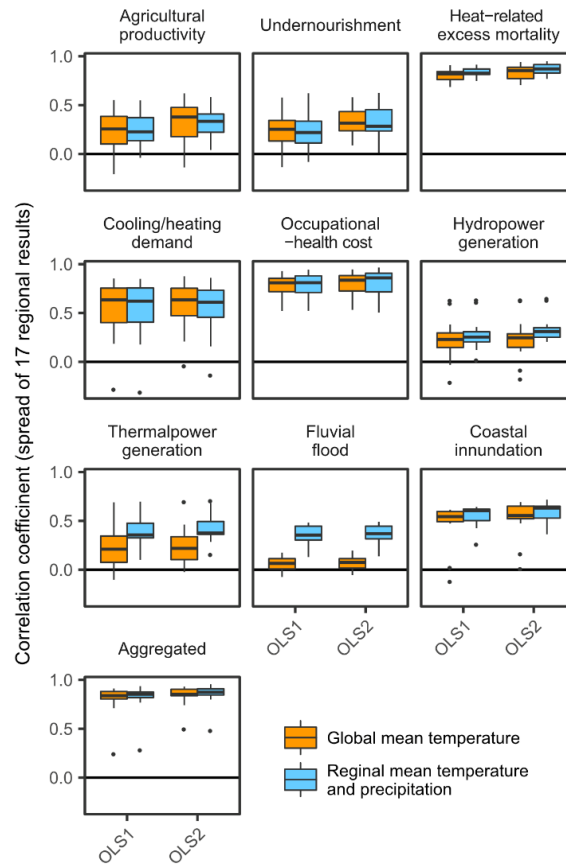 Agricultural
productivity
Undernourishment
Heat−related
excess mortality
1.0
0.5
0.0
Cooling/heating
demand
Occupational
−health cost
Hydropower
generation
1.0
0.5
0.0
Thermalpower
generation
Fluvial
flood
Coastal
innundation
1.0
0.5
0.0
OLS1
OLS2
OLS1
OLS2
Aggregated
1.0
0.5
0.0
OLS1
OLS2
Correlation coefficinent (spread of 17 regional results)
Global mean temperature
Reginal mean temperature
and precipitation